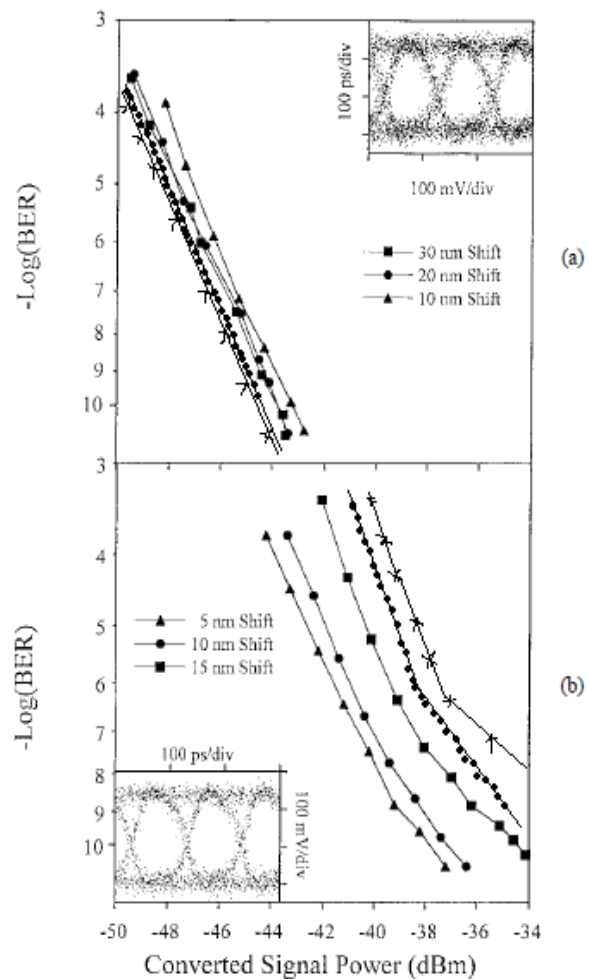 3
4
5
6
7
8
9
10
-Log(BER)
100 ps/div
100 mV/div
30 nm Shift
20 nm Shift
10 nm Shift
(a)
3
4
5
6
7
8
9
10
-Log(BER)
5 nm Shift
10 nm Shift
15 nm Shift
100 ps/div
100 mV/div
(b)
-50 -48 -46 -44 -42 -40 -38 -36 -34
Converted Signal Power (dBm)